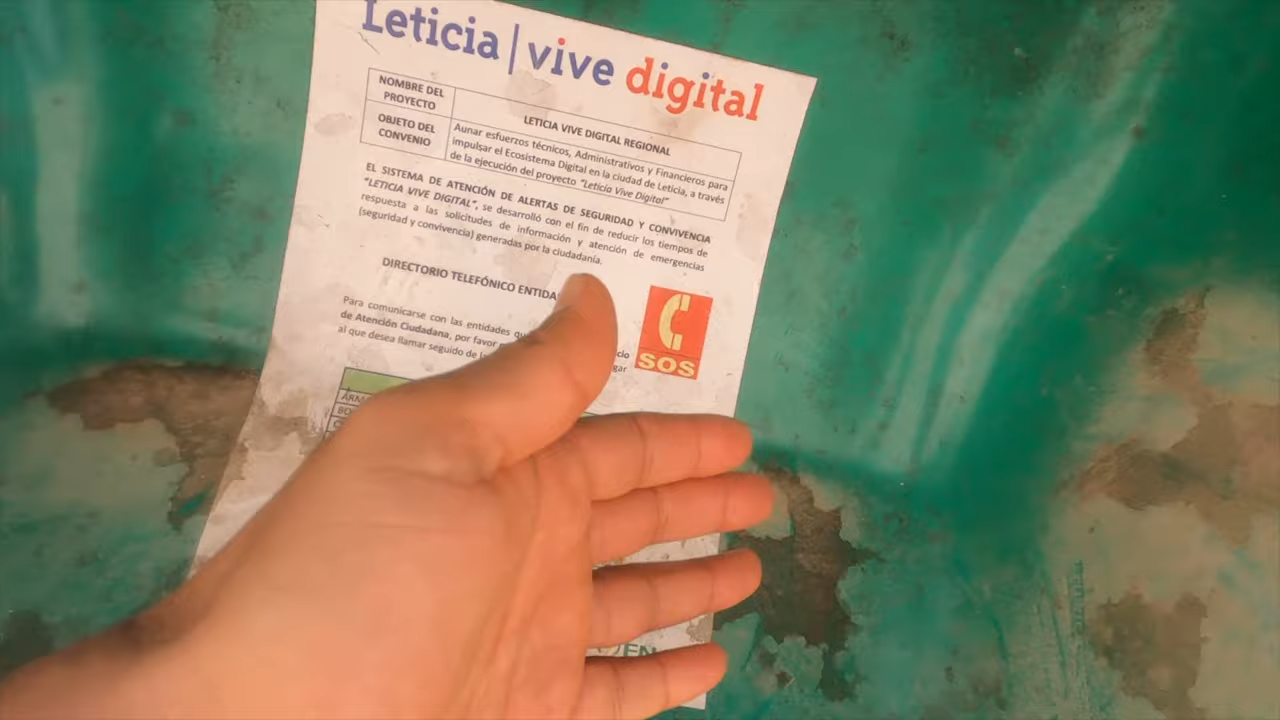 Leticia | vive digital
NOMBRE DEL
PROYECTO
LETICIA VIVE DIGITAL REGIONAL
OBJETO DEL
CONVENIO
Aunar esfuerzos técnicos, Administrativos y Financieros para
impulsar el Ecosistema Digital en la ciudad de Leticia, a través
de la ejecución del proyecto "Leticia Vive Digital"
EL SISTEMA DE ATENCIÓN DE ALERTAS DE SEGURIDAD Y CONVIVENCIA
"LETICIA VIVE DIGITAL", se desarrolló con el fin de reducir los tiempos de
respuesta a las solicitudes de información y atención de emergencias
(seguridad y convivencia) generadas por la ciudadanía.
DIRECTORIO TELEFÓNICO ENTIDA
Para comunicarse con las entidades qu
de Atención Ciudadana, por favor
cio
al que desea llamar seguido de
gar
SOS